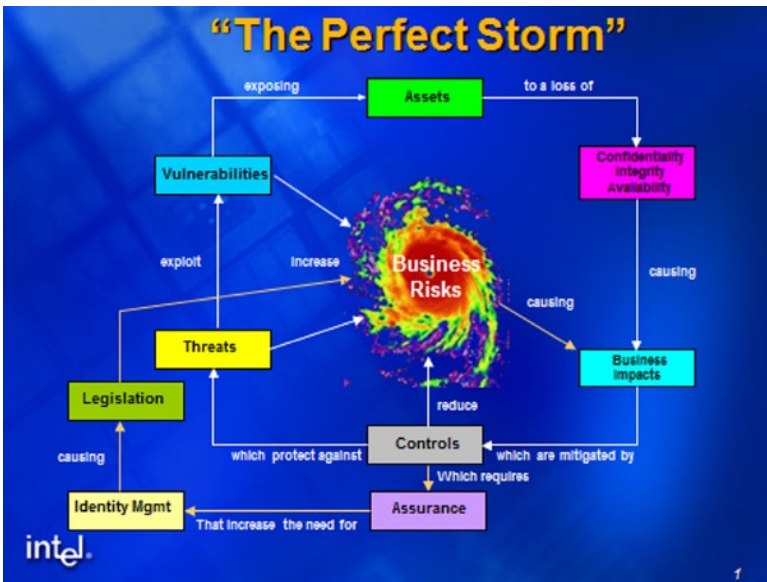 “The Perfect Storm”
exposing
Assets
to a loss of
Vulnerabilities
Confidentiality
Integrity
Availability
exploit
increase
Business
Risks
causing
causing
Threats
Business
impacts
Legislation
reduce
causing
which protect against
Controls
which are mitigated by
Which requires
Identity Mgmt
That increase the need for
Assurance
intel.
1